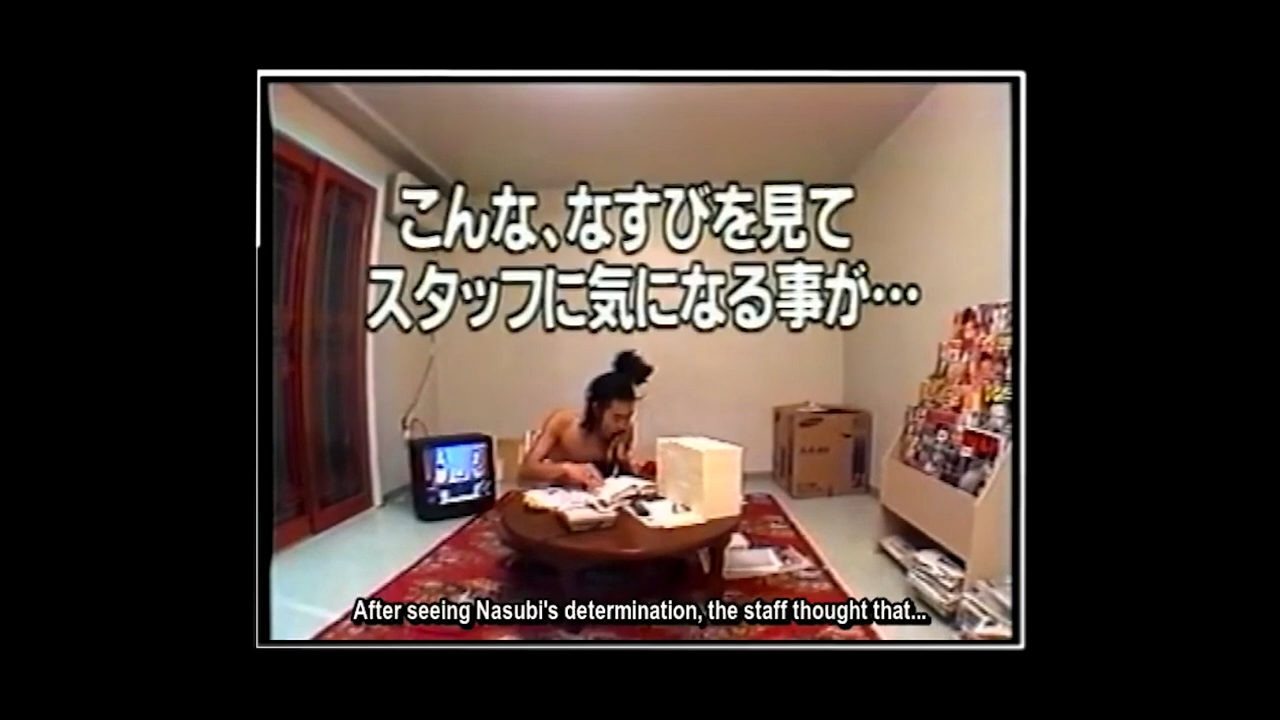 こんな、なすびを見て
スタッフに気になる事が…
After seeing Nasubi's determination, the staff thought that...